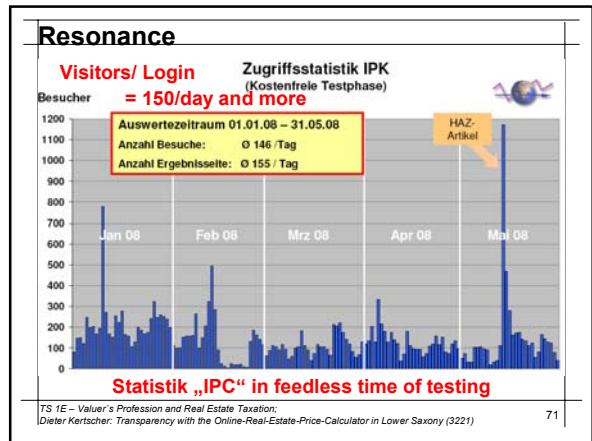 Resonance
Visitors/ Login
= 150/day and more
Zugriffsstatistik IPK
(Kostenfreie Testphase)
Besucher
Auswertezeitraum 01.01.08 – 31.05.08
Anzahl Besuche: Ø 146 /Tag
Anzahl Ergebnisseite: Ø 155 / Tag
HAZ-
Artikel
1200
1100
1000
900
800
700
600
500
400
300
200
100
0
Jan 08
Feb 08
Mrz 08
Apr 08
Mai 08
Statistik „IPC“ in feedless time of testing
TS 1E – Valuer's Profession and Real Estate Taxation;
Dieter Kertscher: Transparency with the Online-Real-Estate-Price-Calculator in Lower Saxony (3221)
71